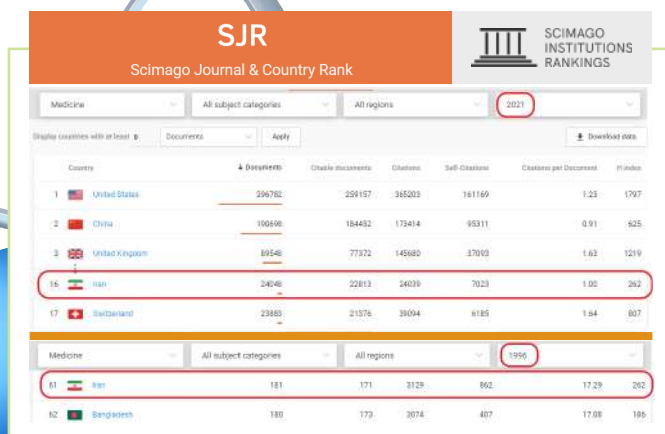 SJR
Scimago Journal & Country Rank
SCIMAGO
INSTITUTIONS
RANKINGS
Medicine All subject categories All regions 2021
Display countries with at least 0 Documents Apply Download data
Country Documents Citable documents Citations Self-Citations Citations per Document H index
1 United States 296782 259157 365203 161169 1.23 1797
2 China 190698 184452 173414 95311 0.91 625
3 United Kingdom 89548 77372 145680 37093 1.63 1219
16 Iran 24048 22813 24039 7023 1.00 262
17 Switzerland 23883 21376 39094 6185 1.64 807
Medicine All subject categories All regions 1996
61 Iran 181 171 3129 862 17.29 262
62 Bangladesh 180 173 3074 407 17.08 186